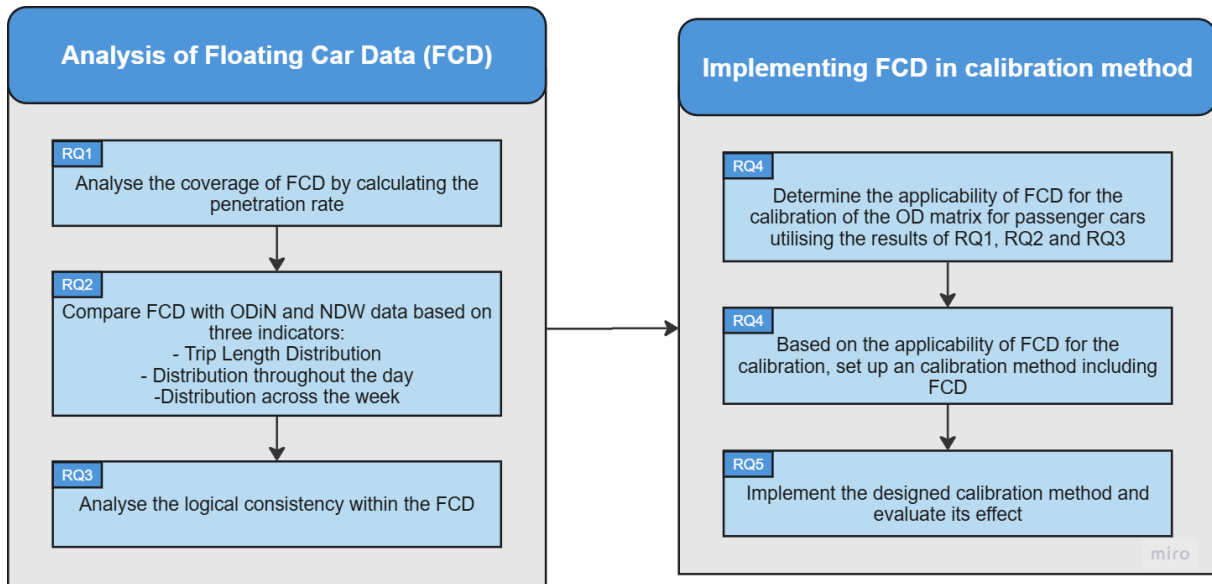 Analysis of Floating Car Data (FCD)
RQ1
Analyse the coverage of FCD by calculating the
penetration rate
RQ2
Compare FCD with ODiN and NDW data based on
three indicators:
- Trip Length Distribution
- Distribution throughout the day
-Distribution across the week
RQ3
Analyse the logical consistency within the FCD
Implementing FCD in calibration method
RQ4
Determine the applicability of FCD for the
calibration of the OD matrix for passenger cars
utilising the results of RQ1, RQ2 and RQ3
RQ4
Based on the applicability of FCD for the
calibration, set up an calibration method including
FCD
RQ5
Implement the designed calibration method and
evaluate its effect
miro